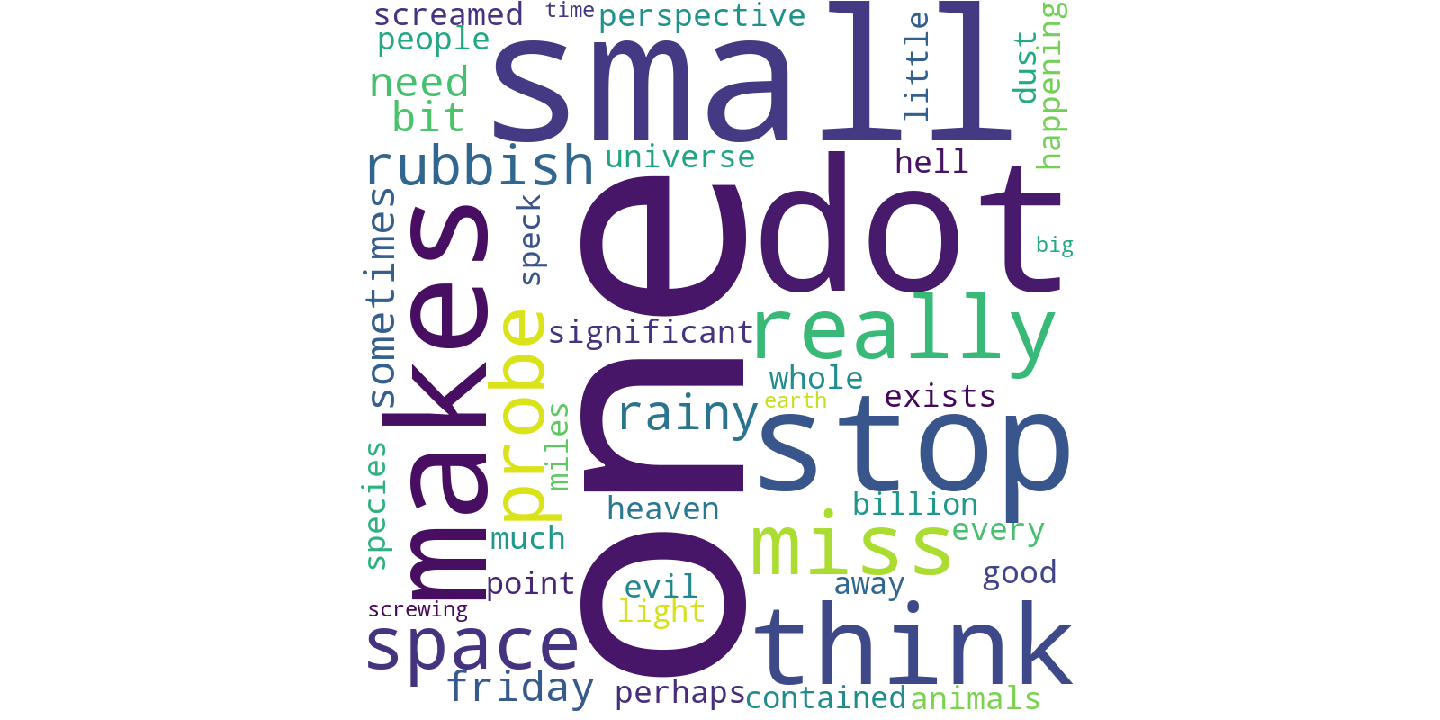 screamed
time
perspective
people
small
little
dust
happening
need
bit
rubbish
universe
hell
dot
sometimes
makes
speck
one
big
probe
significant
really
whole
rainy
earth
exists
stop
miles
species
heaven
billion
much
miss
every
point
evil
away
good
screwing
light
space
think
friday
perhaps
contained
animals